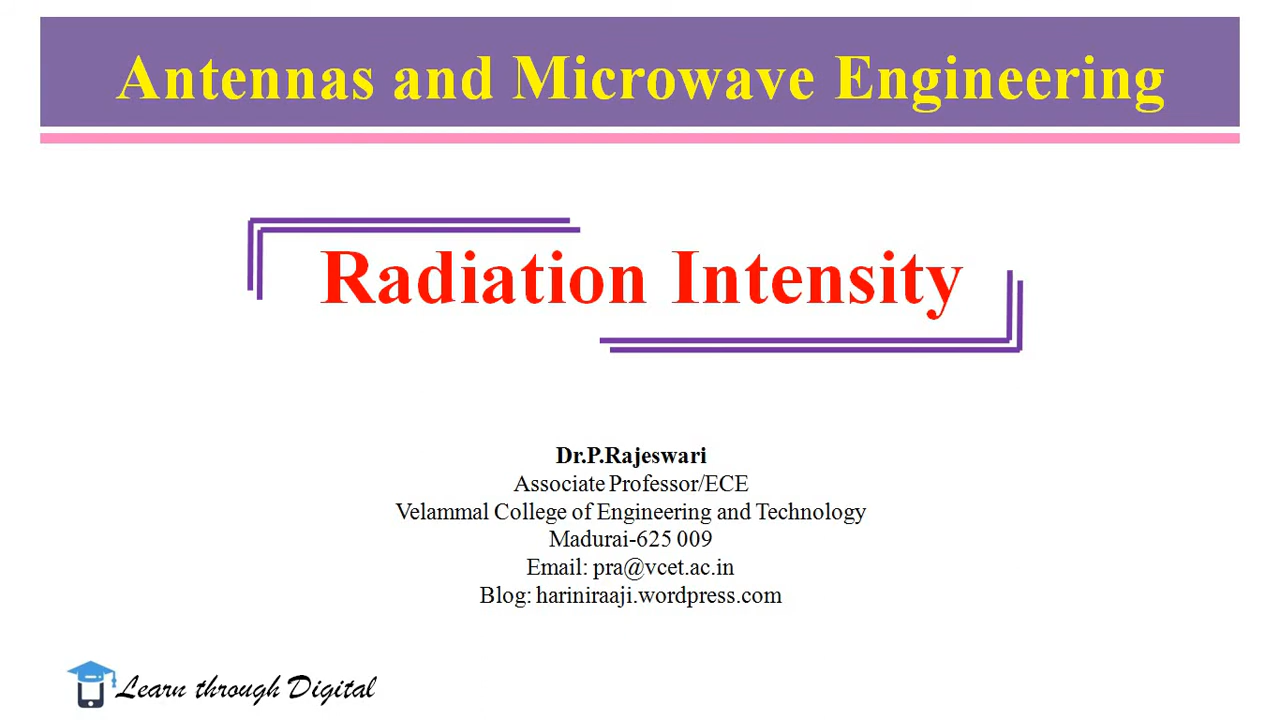 Antennas and Microwave Engineering
Radiation Intensity
Dr.P.Rajeswari
Associate Professor/ECE
Velammal College of Engineering and Technology
Madurai-625 009
Email: pra@vcet.ac.in
Blog: hariniraaji.wordpress.com
Learn through Digital